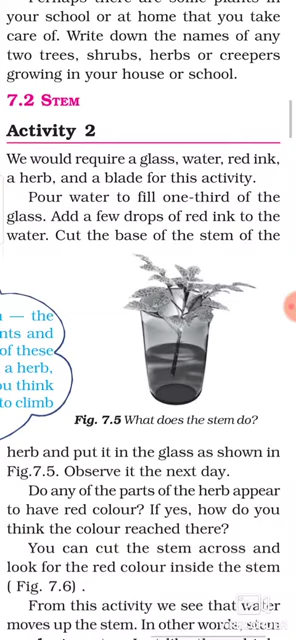 your school or at home that you take
care of. Write down the names of any
two trees, shrubs, herbs or creepers
growing in your house or school.
7.2 STEM
Activity 2
We would require a glass, water, red ink,
a herb, and a blade for this activity.
Pour water to fill one-third of the
glass. Add a few drops of red ink to the
water. Cut the base of the stem of the
— the
nts and
of these
a herb,
u think
to climb
Fig. 7.5 What does the stem do?
herb and put it in the glass as shown in
Fig.7.5. Observe it the next day.
Do any of the parts of the herb appear
to have red colour? If yes, how do you
think the colour reached there?
You can cut the stem across and
look for the red colour inside the stem
( Fig. 7.6) .
From this activity we see that water
moves up the stem. In other words, stem